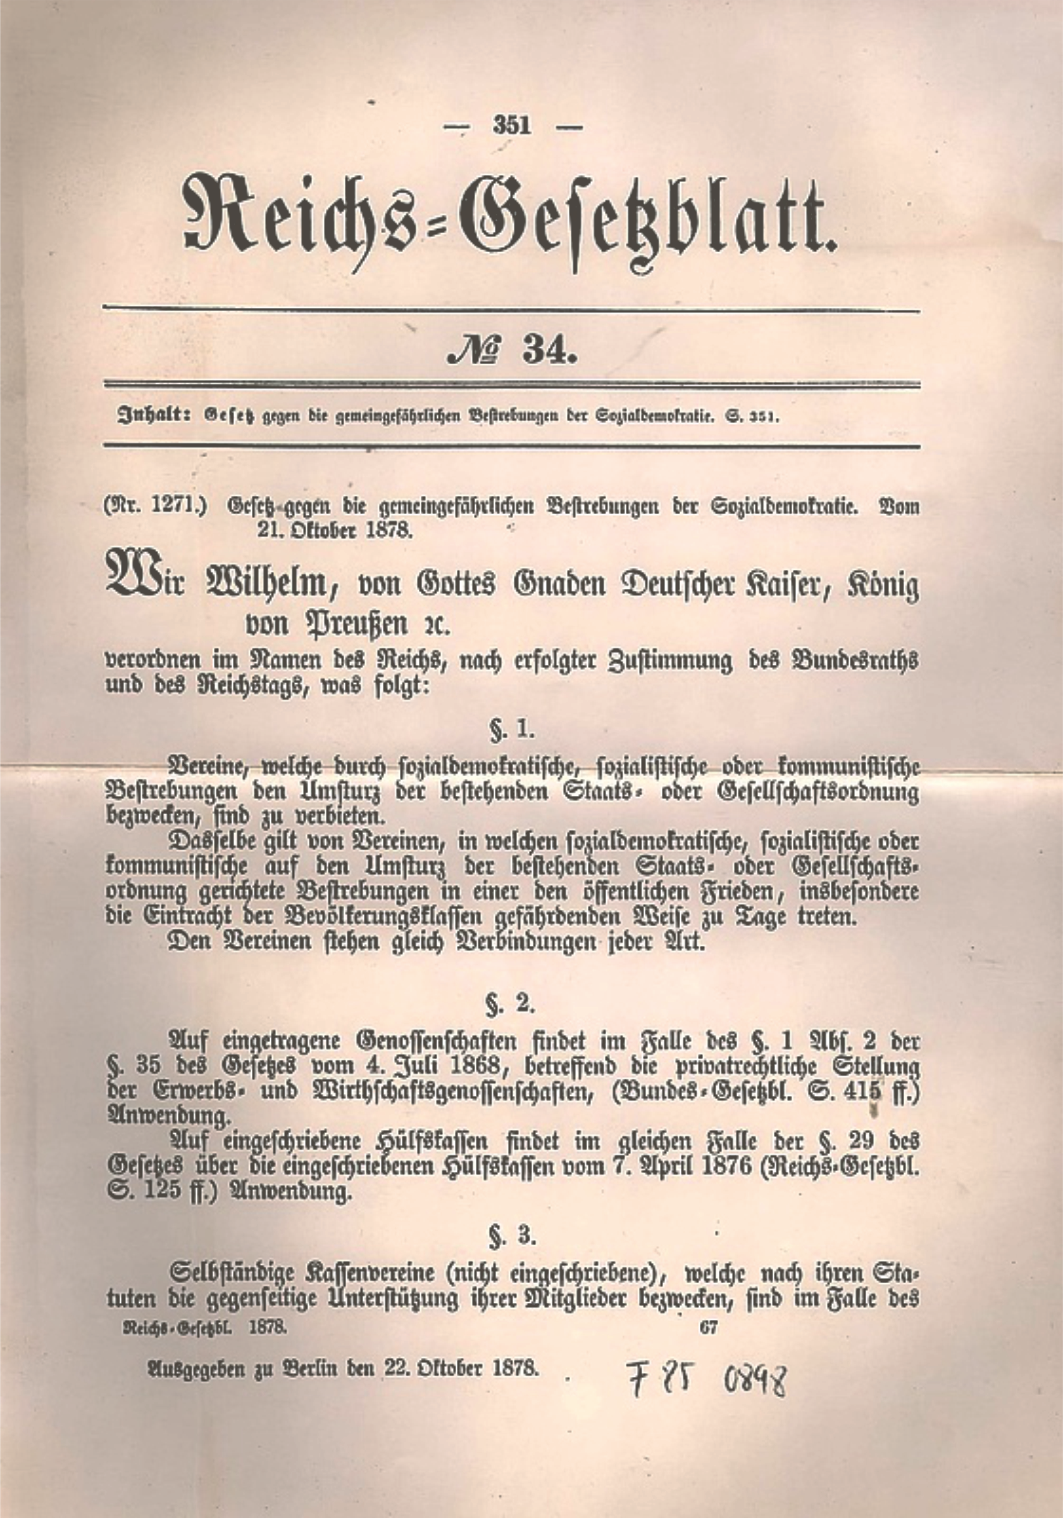 — 351 —
Reichs-Gesetzblatt.
№ 34.
Inhalt: Gesetz gegen die gemeingefährlichen Bestrebungen der Sozialdemokratie. S. 351.
(Nr. 1271.) Gesetz gegen die gemeingefährlichen Bestrebungen der Sozialdemokratie. Vom
21. Oktober 1878.
Wir Wilhelm, von Gottes Gnaden Deutscher Kaiser, König
von Preußen ꝛc.
verordnen im Namen des Reichs, nach erfolgter Zustimmung des Bundesraths
und des Reichstags, was folgt:
§. 1.
Vereine, welche durch sozialdemokratische, sozialistische oder kommunistische
Bestrebungen den Umsturz der bestehenden Staats- oder Gesellschaftsordnung
bezwecken, sind zu verbieten.
Dasselbe gilt von Vereinen, in welchen sozialdemokratische, sozialistische oder
kommunistische auf den Umsturz der bestehenden Staats- oder Gesellschafts-
ordnung gerichtete Bestrebungen in einer den öffentlichen Frieden, insbesondere
die Eintracht der Bevölkerungsklassen gefährdenden Weise zu Tage treten.
Den Vereinen stehen gleich Verbindungen jeder Art.
§. 2.
Auf eingetragene Genossenschaften findet im Falle des §. 1 Abs. 2 der
§. 35 des Gesetzes vom 4. Juli 1868, betreffend die privatrechtliche Stellung
der Erwerbs- und Wirthschaftsgenossenschaften, (Bundes-Gesetzbl. S. 415 ff.)
Anwendung.
Auf eingeschriebene Hülfskassen findet im gleichen Falle der §. 29 des
Gesetzes über die eingeschriebenen Hülfskassen vom 7. April 1876 (Reichs-Gesetzbl.
S. 125 ff.) Anwendung.
§. 3.
Selbständige Kassenvereine (nicht eingeschriebene), welche nach ihren Sta-
tuten die gegenseitige Unterstützung ihrer Mitglieder bezwecken, sind im Falle des
Reichs-Gesetzbl. 1878. 67
Ausgegeben zu Berlin den 22. Oktober 1878.
F 85 0898